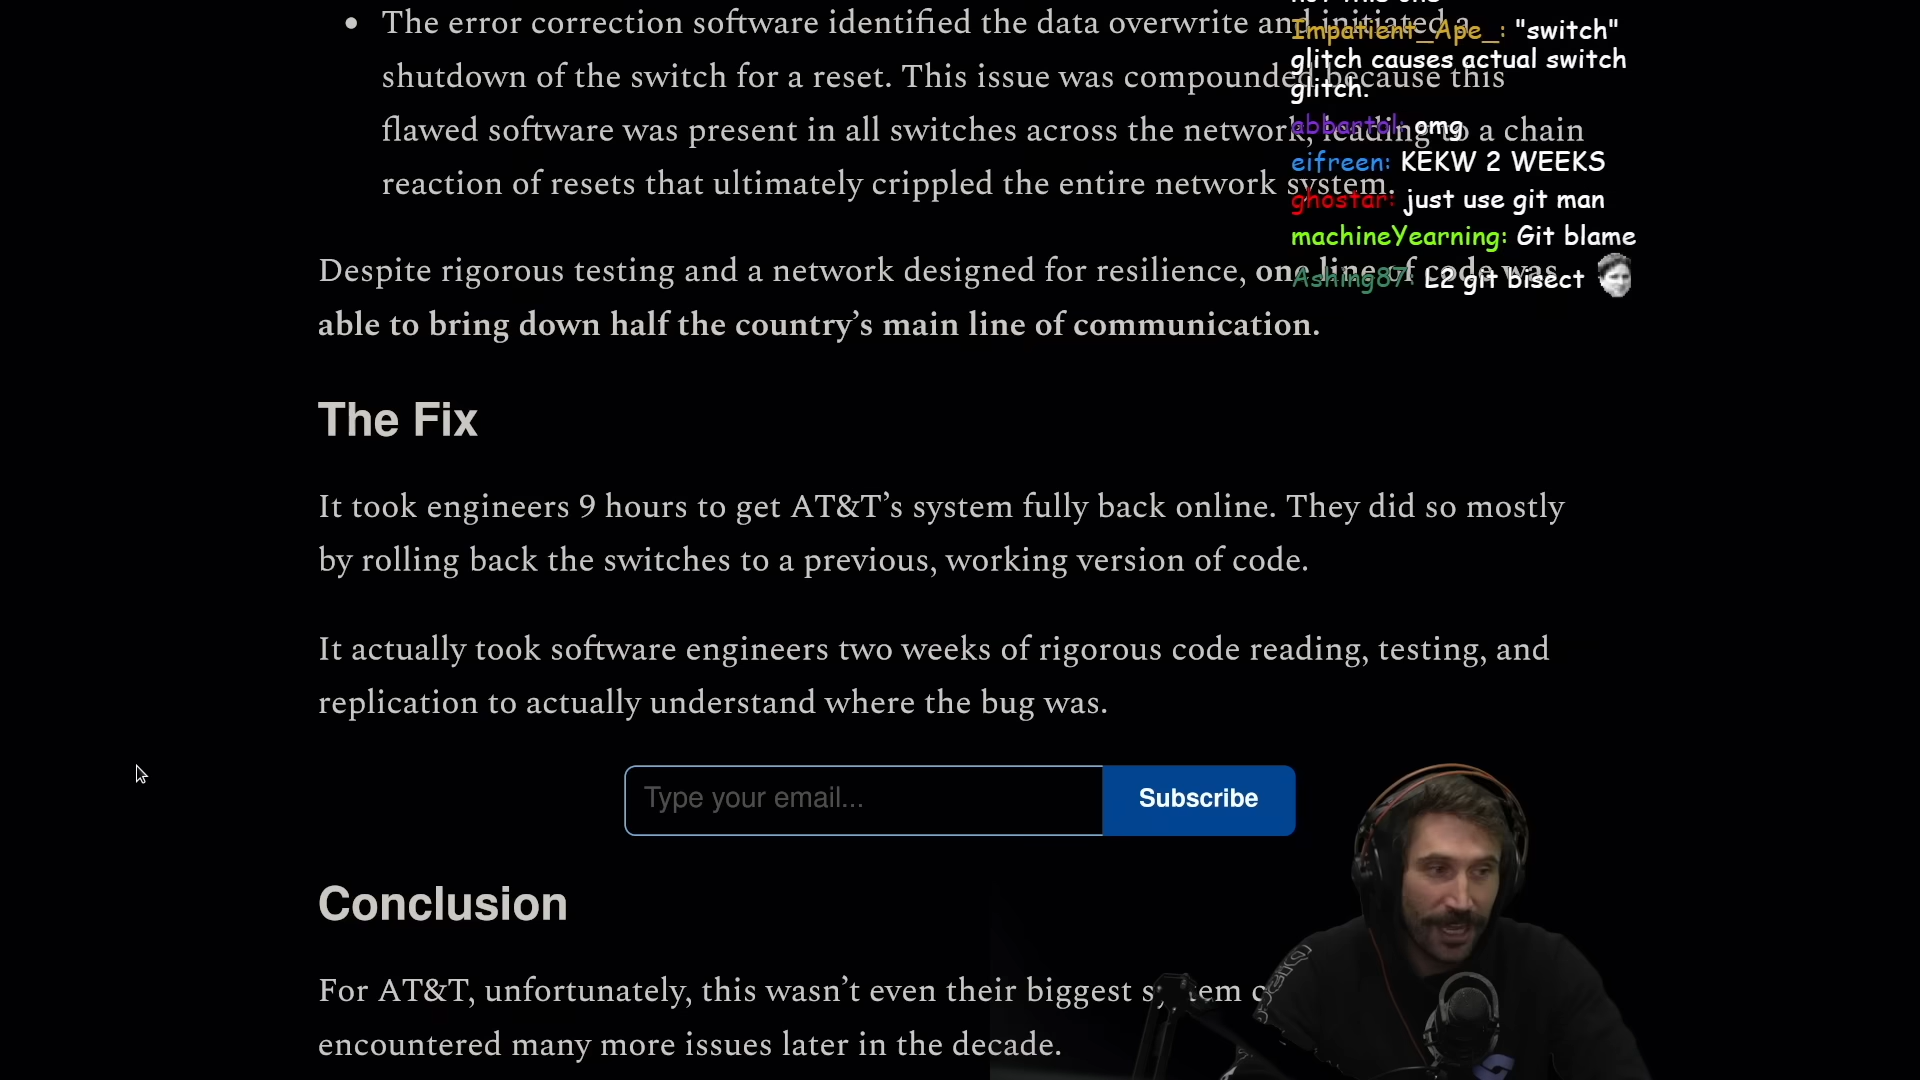 The error correction software identified the data overwrite and initiated a
shutdown of the switch for a reset. This issue was compounded because this
flawed software was present in all switches across the network, leading to a chain
reaction of resets that ultimately crippled the entire network system.
Despite rigorous testing and a network designed for resilience, one line of code was
able to bring down half the country’s main line of communication.
The Fix
It took engineers 9 hours to get AT&T’s system fully back online. They did so mostly
by rolling back the switches to a previous, working version of code.
It actually took software engineers two weeks of rigorous code reading, testing, and
replication to actually understand where the bug was.
Type your email...
Subscribe
Conclusion
For AT&T, unfortunately, this wasn’t even their biggest
encountered many more issues later in the decade.
Impatient_Ape_: "switch"
glitch causes actual switch
glitch.
abbartol: omg
eifreen: KEKW 2 WEEKS
ghostar: just use git man
machineYearning: Git blame
Ashing87: L2 git bisect